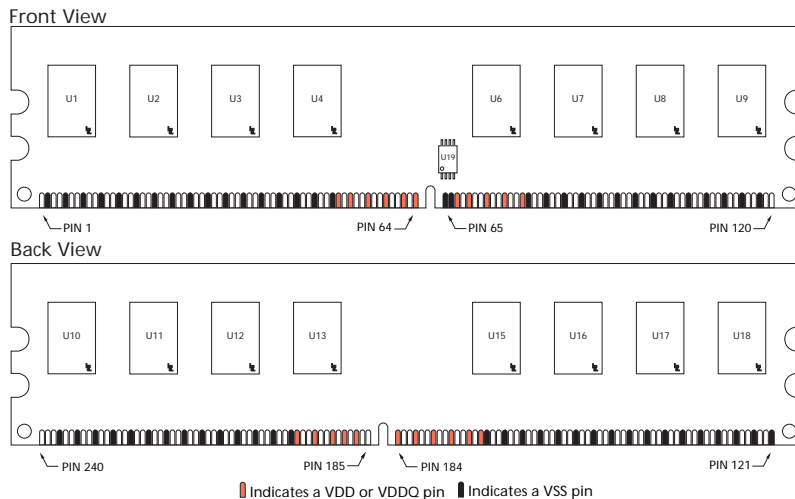 Front View
U1
U2
U3
U4
U6
U7
U8
U9
U19
PIN 1
PIN 64
PIN 65
PIN 120
Back View
U10
U11
U12
U13
U15
U16
U17
U18
PIN 240
PIN 185
PIN 184
PIN 121
Indicates a VDD or VDDQ pin
Indicates a VSS pin